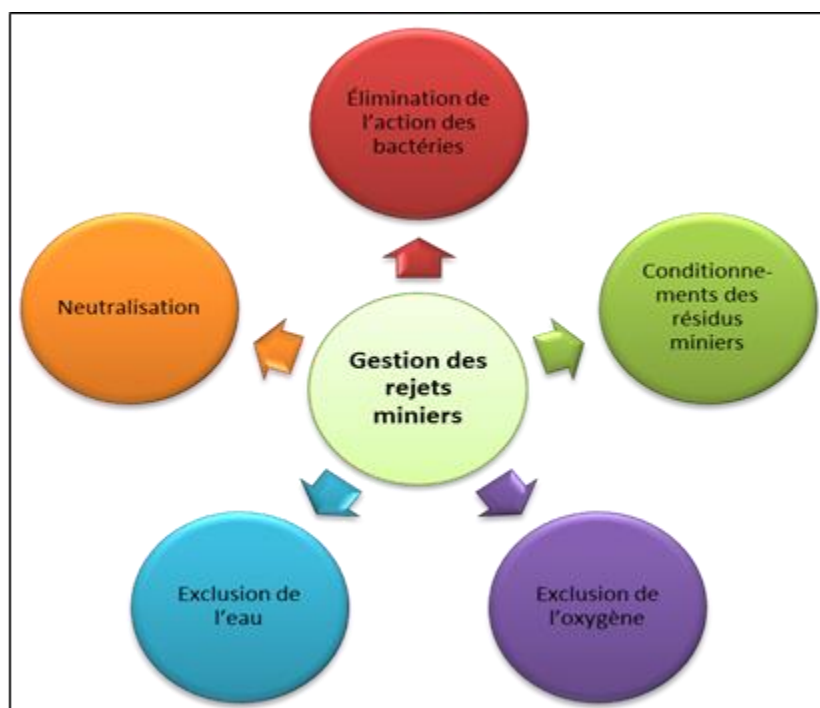 Élimination de
l'action des
bactéries
Neutralisation
Conditionne-
ments des
résidus
miniers
Gestion des
rejets
miniers
Exclusion de
l'eau
Exclusion de
l'oxygène